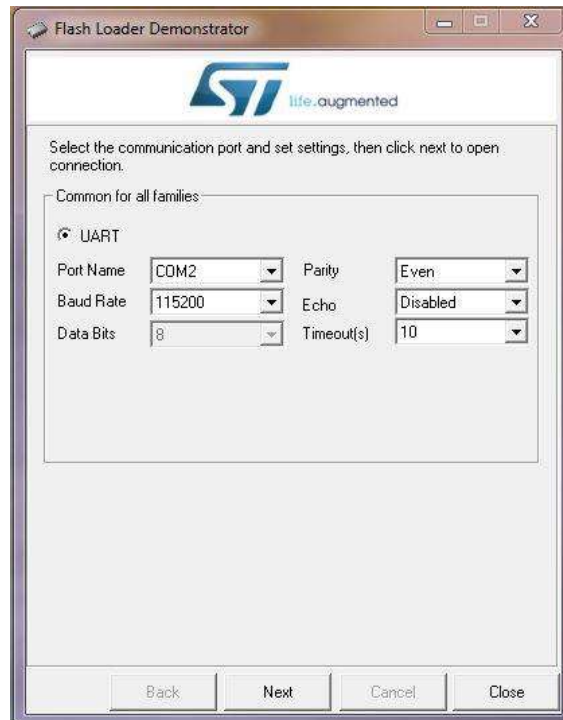 Flash Loader Demonstrator
ST
life.augmented
Select the communication port and set settings, then click next to open
connection.
Common for all families
UART
Port Name COM2 Parity Even
Baud Rate 115200 Echo Disabled
Data Bits 8 Timeout(s) 10
Back Next Cancel Close